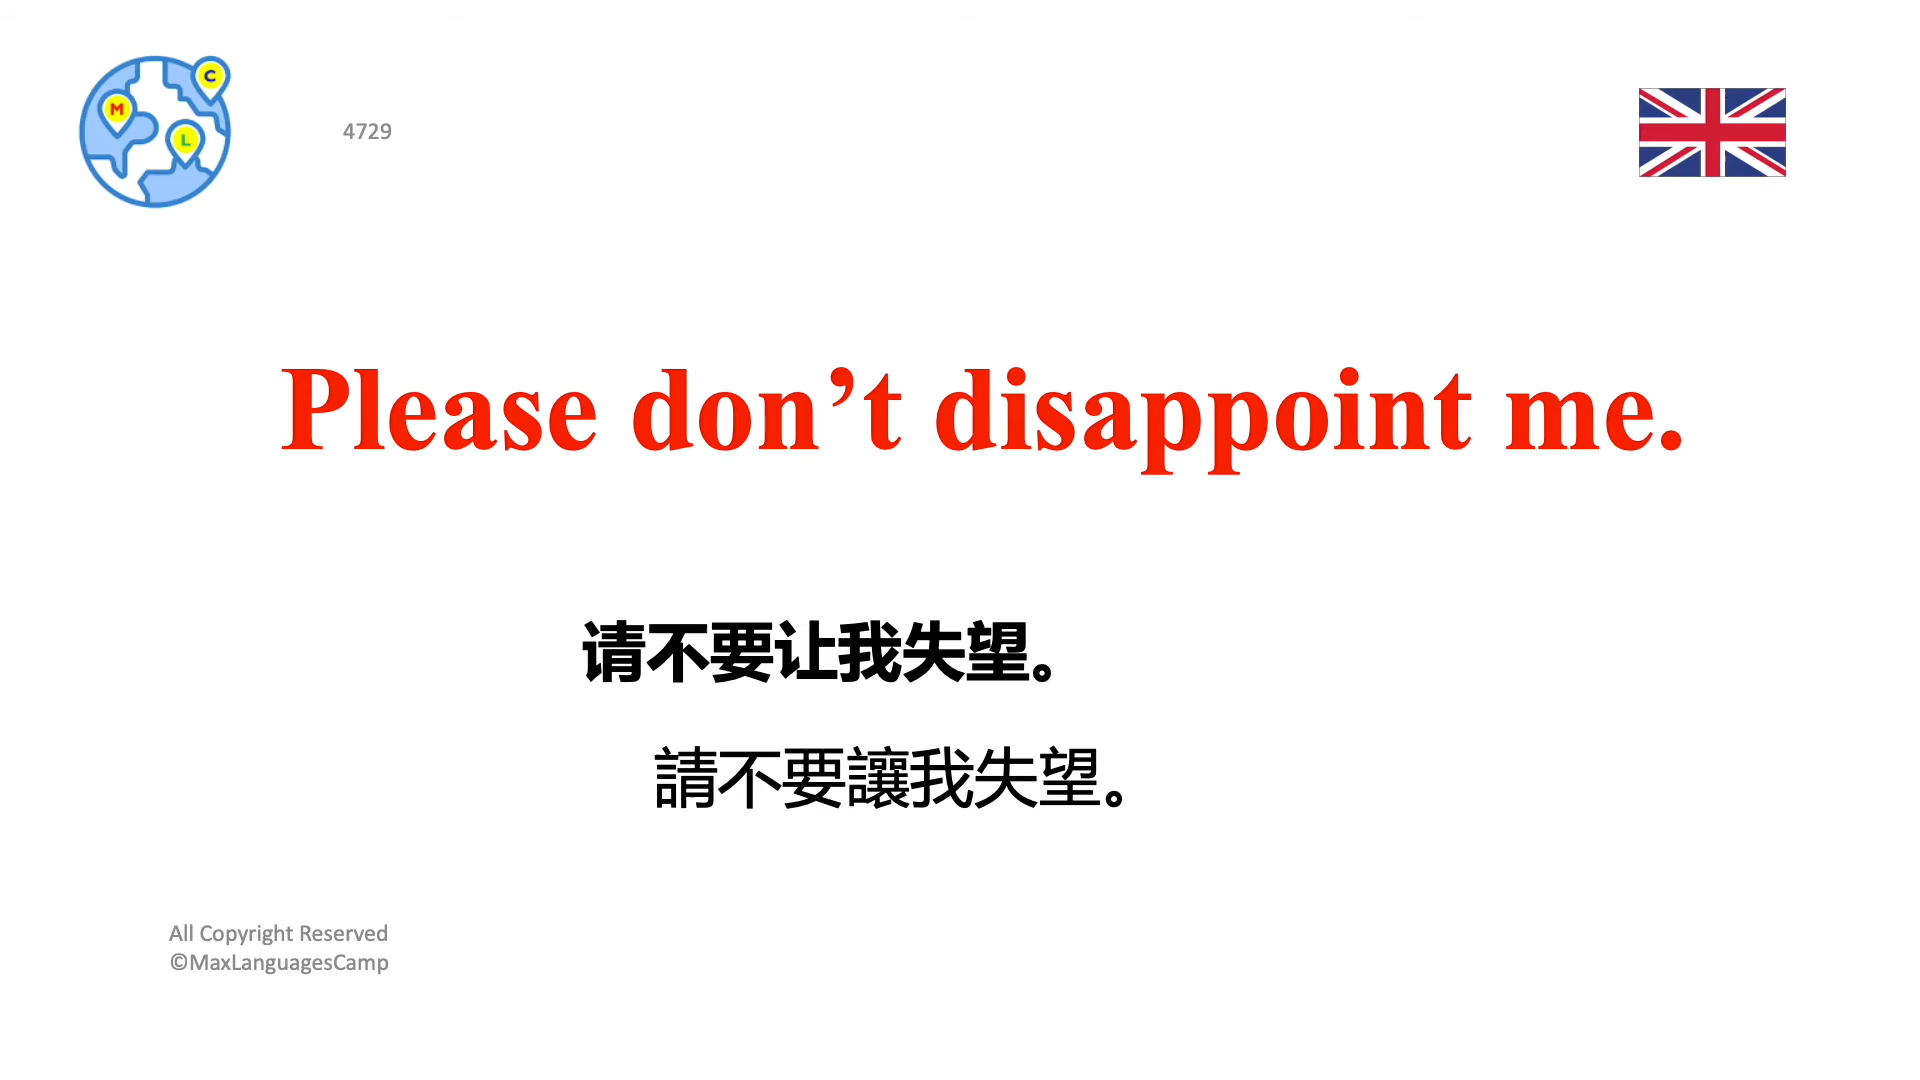 C
M
L
4729
Please don’t disappoint me.
请不要让我失望。
請不要讓我失望。
All Copyright Reserved
©MaxLanguagesCamp